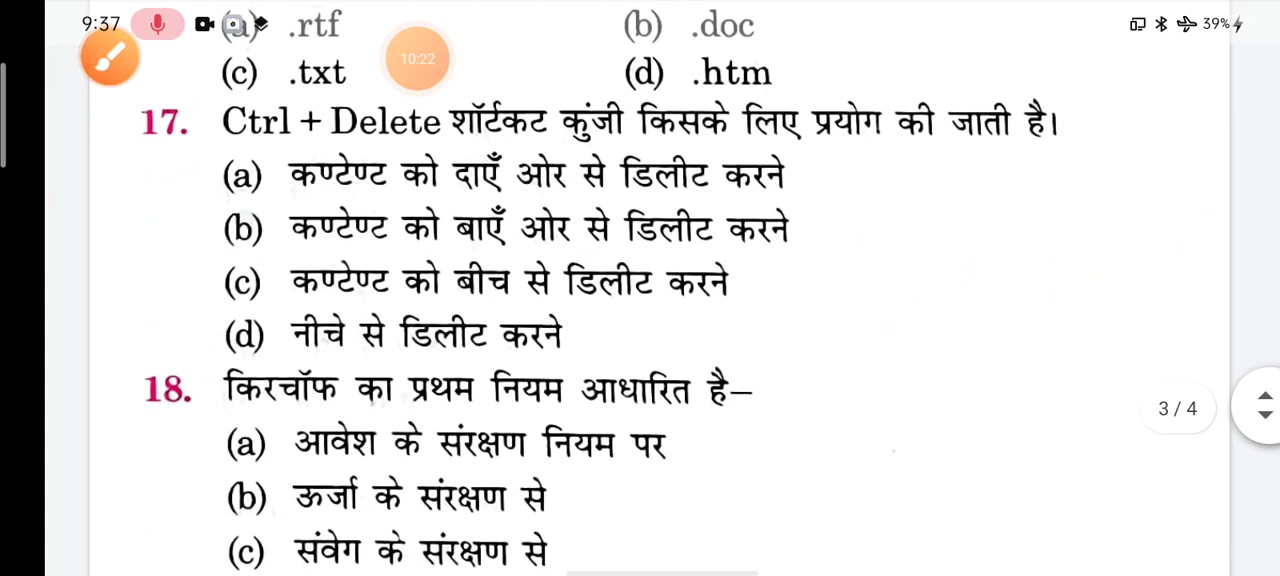 9:37
39%
(a) .rtf (b) .doc
10:22
(c) .txt (d) .htm
17. Ctrl + Delete शॉर्टकट कुंजी किसके लिए प्रयोग की जाती है।
(a) कण्टेण्ट को दाएँ ओर से डिलीट करने
(b) कण्टेण्ट को बाएँ ओर से डिलीट करने
(c) कण्टेण्ट को बीच से डिलीट करने
(d) नीचे से डिलीट करने
18. किरचॉफ का प्रथम नियम आधारित है–
3 / 4
(a) आवेश के संरक्षण नियम पर
(b) ऊर्जा के संरक्षण से
(c) संवेग के संरक्षण से